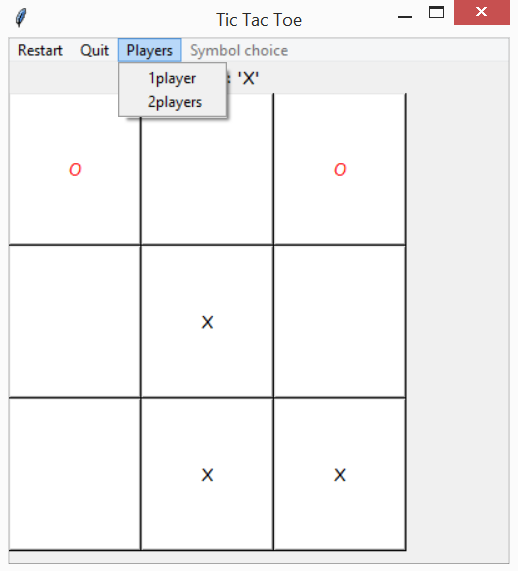 Tic Tac Toe
Restart Quit Players Symbol choice
1player : 'X'
2players
O O
X
X X